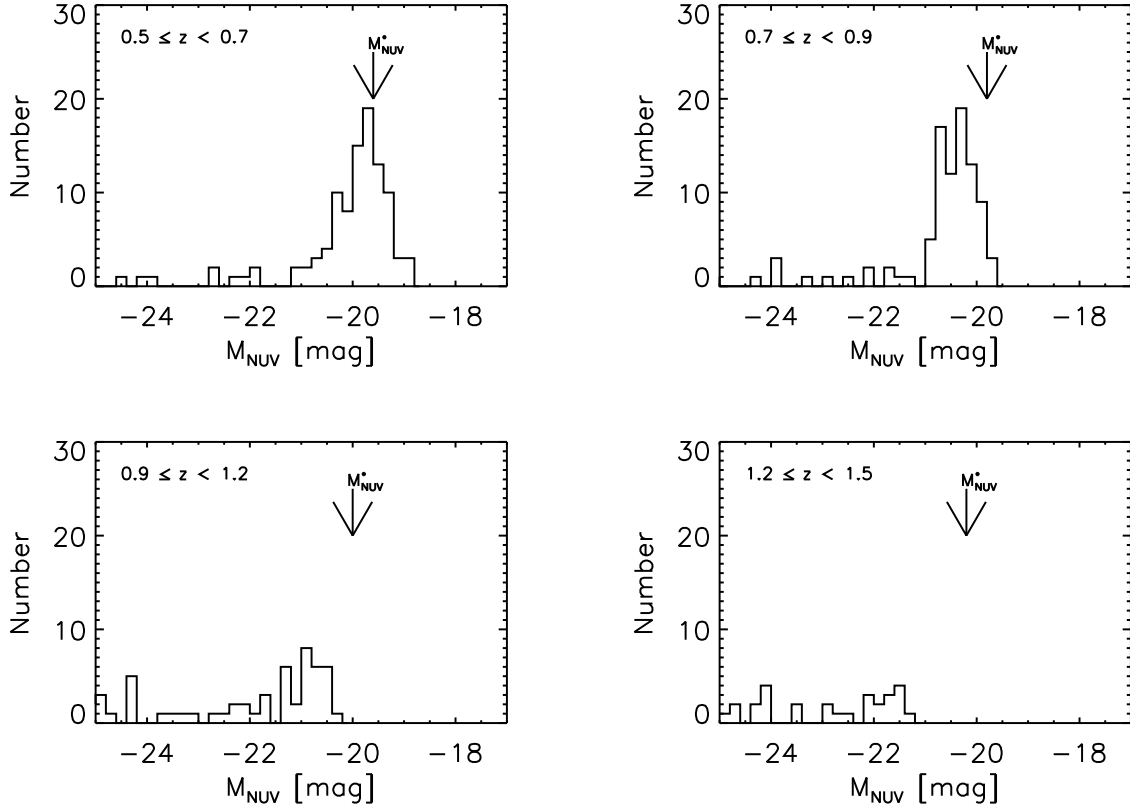 30
0.5 ≤ z < 0.7
M*NUV
20
10
0
Number
−24 −22 −20 −18
MNUV [mag]
30
0.7 ≤ z < 0.9
M*NUV
20
10
0
Number
−24 −22 −20 −18
MNUV [mag]
30
0.9 ≤ z < 1.2
M*NUV
20
10
0
Number
−24 −22 −20 −18
MNUV [mag]
30
1.2 ≤ z < 1.5
M*NUV
20
10
0
Number
−24 −22 −20 −18
MNUV [mag]